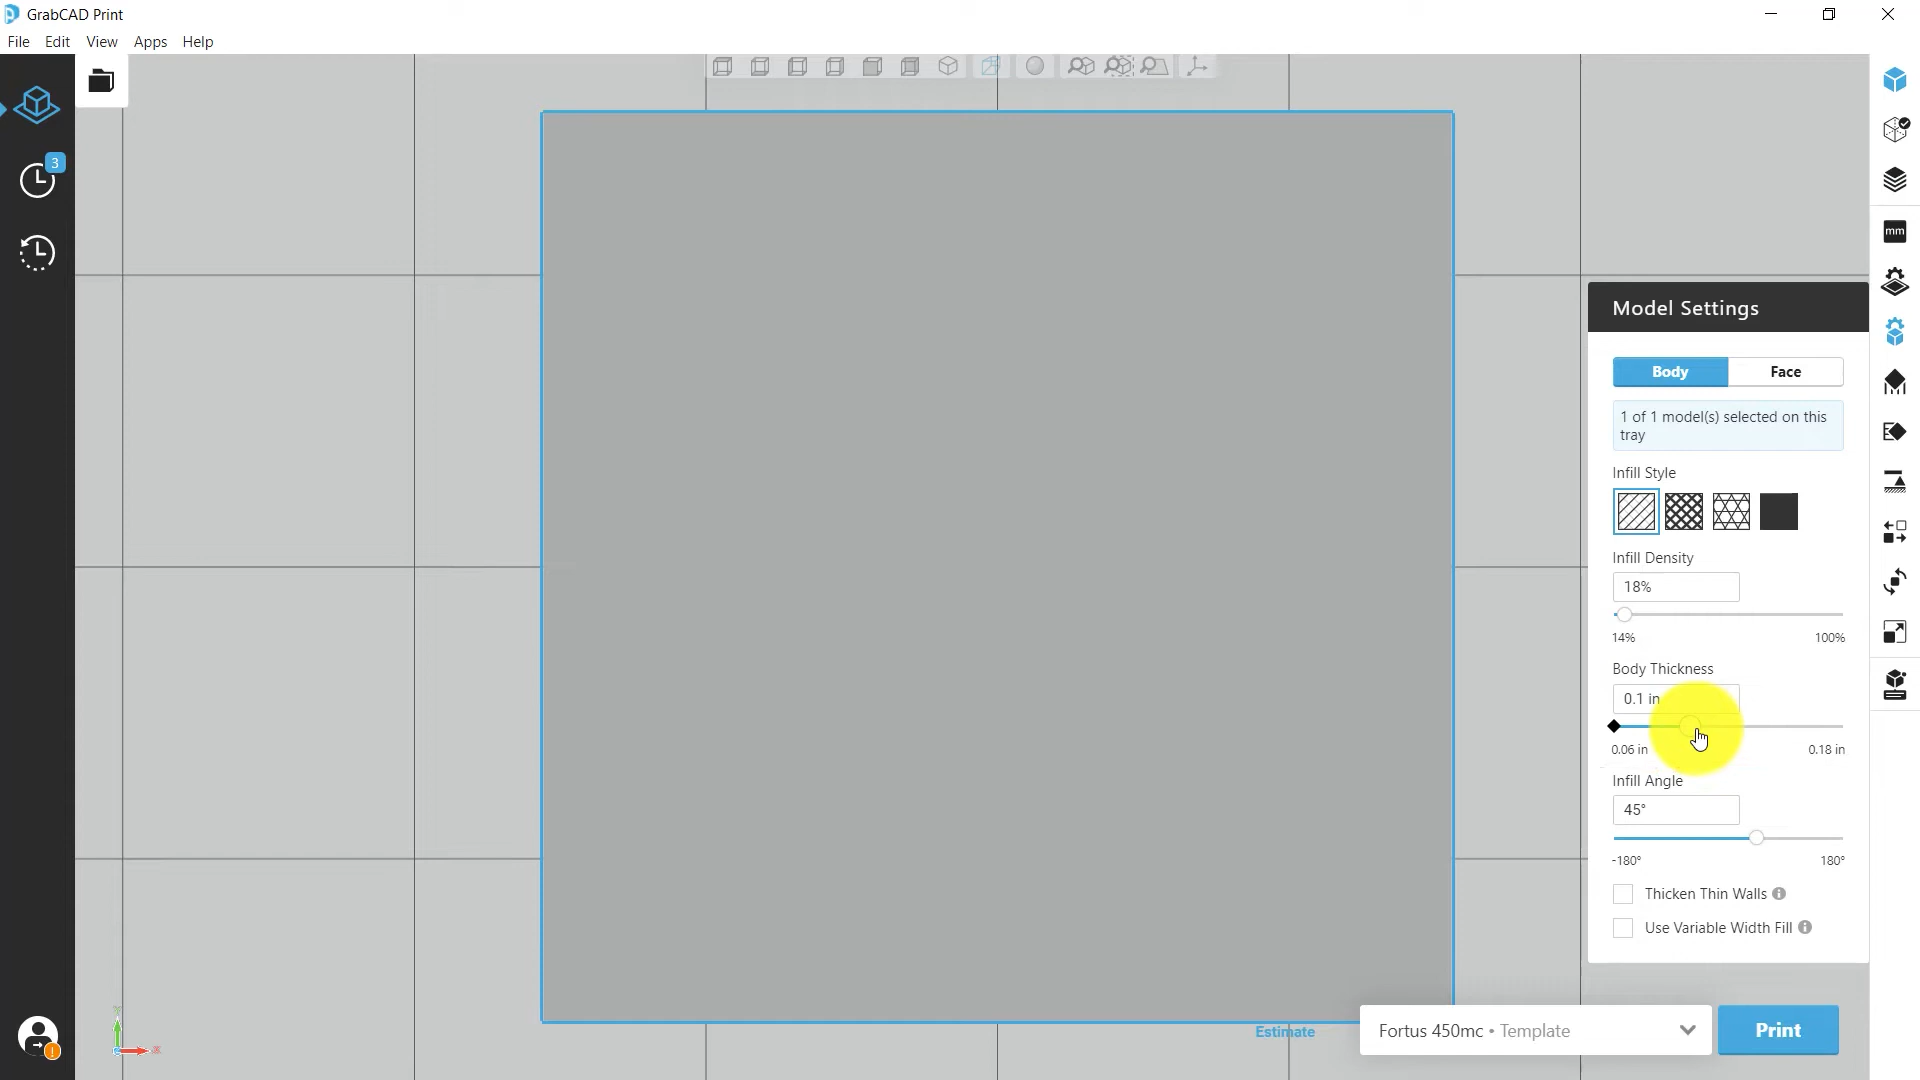 GrabCAD Print
File Edit View Apps Help
3
mm
Model Settings
Body Face
1 of 1 model(s) selected on this
tray
Infill Style
Infill Density
18%
14% 100%
Body Thickness
0.1 in
0.06 in 0.18 in
Infill Angle
45°
-180° 180°
Thicken Thin Walls
Use Variable Width Fill
Estimate
Fortus 450mc • Template
Print